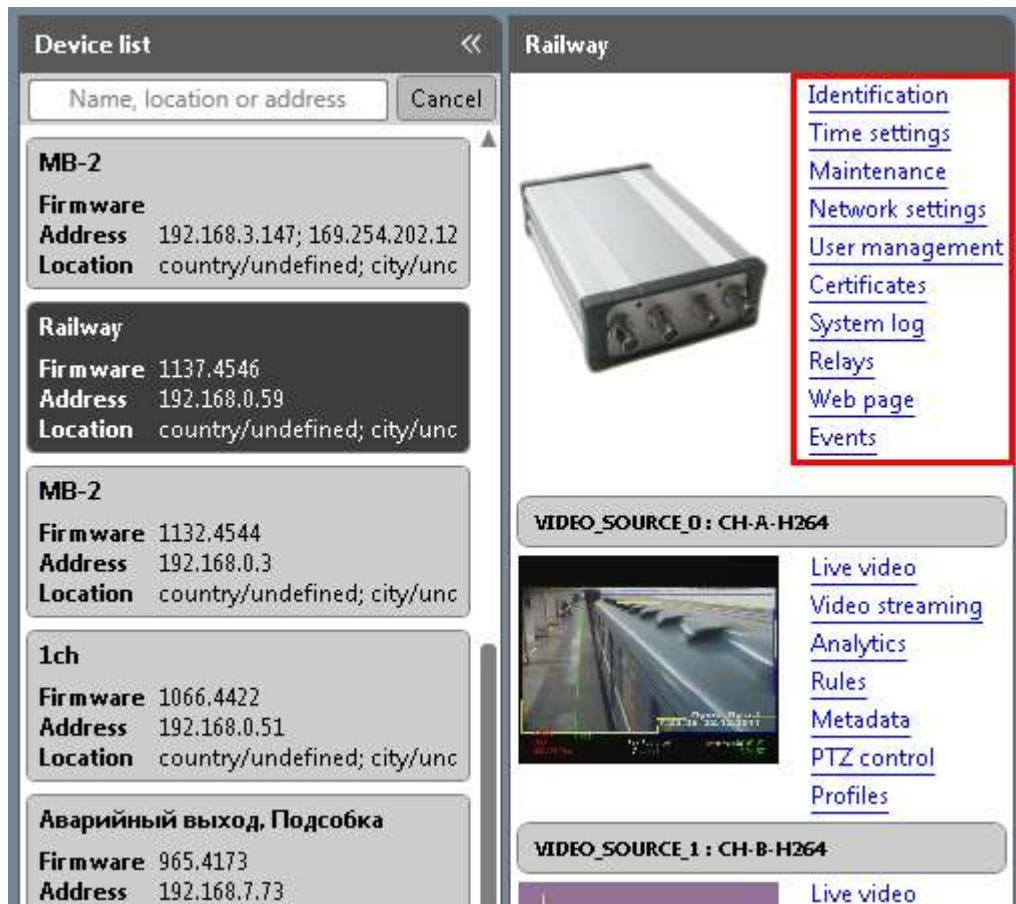 Device list
Name, location or address
Cancel
MB-2
Firmware
Address 192.168.3.147; 169.254.202.12
Location country/undefined; city/unc
Railway
Firmware 1137.4546
Address 192.168.0.59
Location country/undefined; city/unc
MB-2
Firmware 1132.4544
Address 192.168.0.3
Location country/undefined; city/unc
1ch
Firmware 1066.4422
Address 192.168.0.51
Location country/undefined; city/unc
Аварийный выход, Подсобка
Firmware 965.4173
Address 192.168.7.73
Railway
Identification
Time settings
Maintenance
Network settings
User management
Certificates
System log
Relays
Web page
Events
VIDEO_SOURCE_0 : CH-A-H264
Live video
Video streaming
Analytics
Rules
Metadata
PTZ control
Profiles
VIDEO_SOURCE_1 : CH-B-H264
Live video